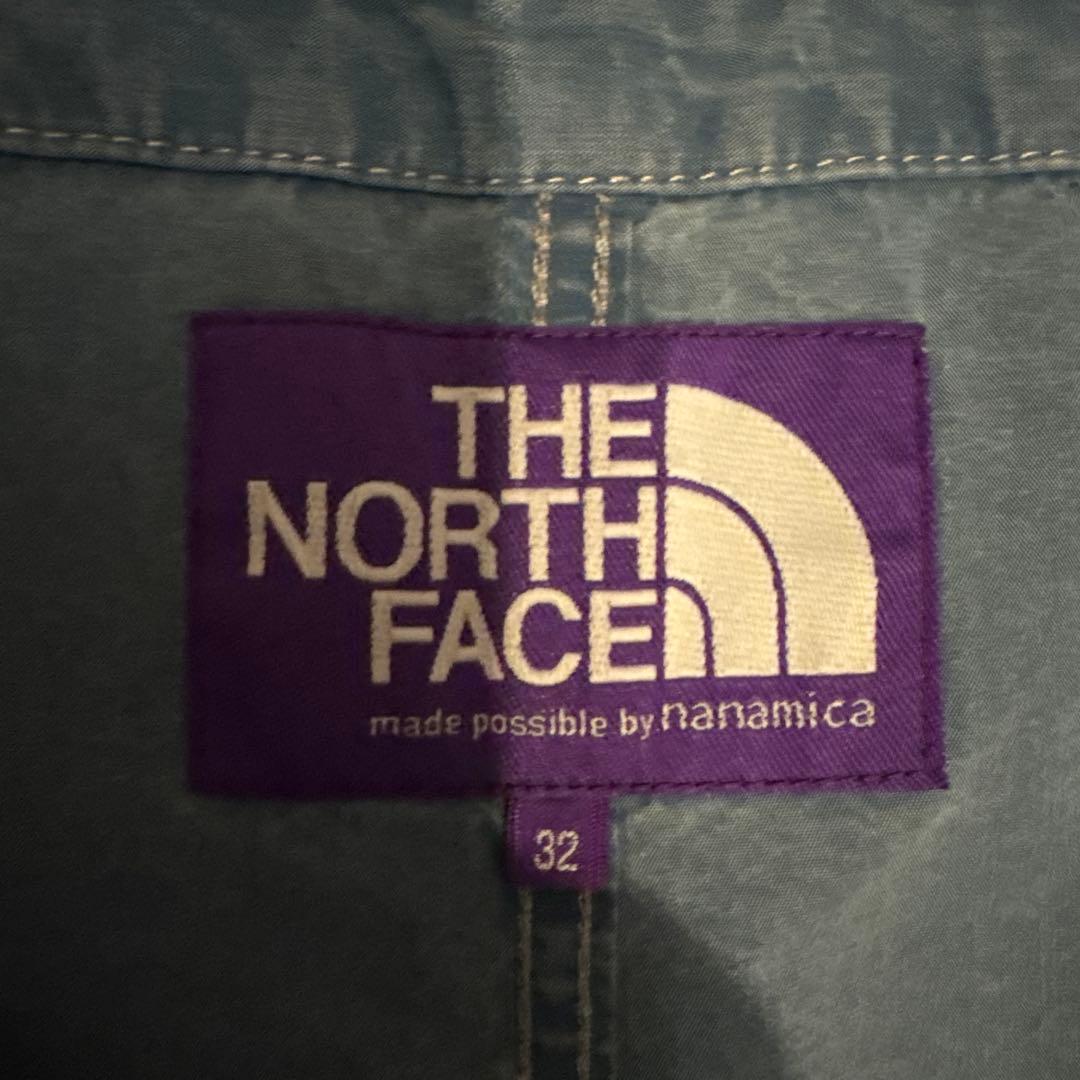 THE
NORTH
FACE
made possible by nanamica
32